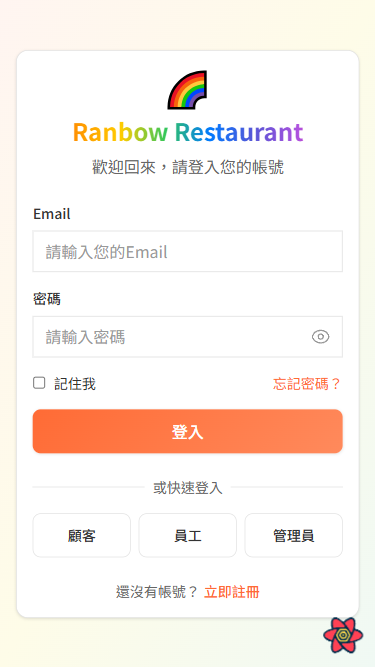 Ranbow Restaurant
歡迎回來，請登入您的帳號
Email
請輸入您的Email
密碼
請輸入密碼
記住我 忘記密碼？
登入
或快速登入
顧客 員工 管理員
還沒有帳號？ 立即註冊